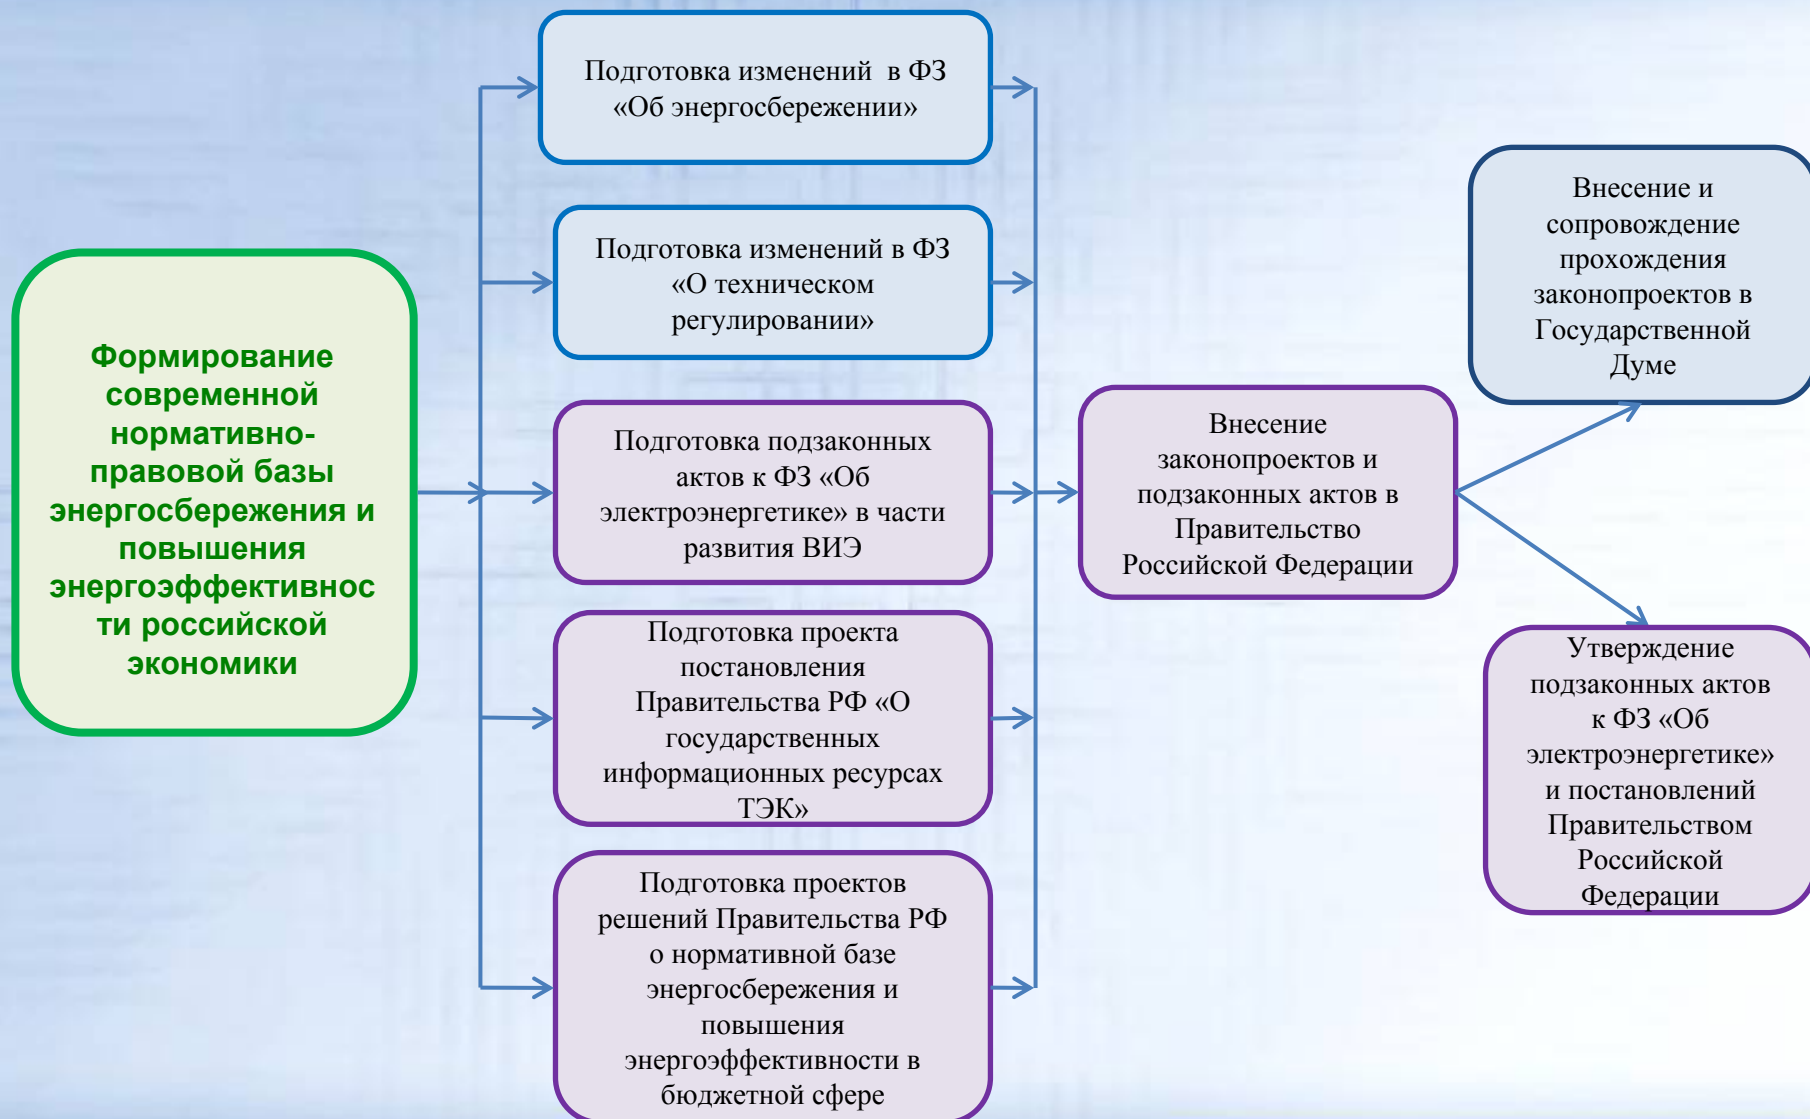 Формирование
современной
нормативно-
правовой базы
энергосбережения и
повышения
энергоэффективнос
ти российской
экономики
Подготовка изменений в ФЗ
«Об энергосбережении»
Подготовка изменений в ФЗ
«О техническом
регулировании»
Подготовка подзаконных
актов к ФЗ «Об
электроэнергетике» в части
развития ВИЭ
Подготовка проекта
постановления
Правительства РФ «О
государственных
информационных ресурсах
ТЭК»
Подготовка проектов
решений Правительства РФ
о нормативной базе
энергосбережения и
повышения
энергоэффективности в
бюджетной сфере
Внесение
законопроектов и
подзаконных актов в
Правительство
Российской Федерации
Внесение и
сопровождение
прохождения
законопроектов в
Государственной
Думе
Утверждение
подзаконных актов
к ФЗ «Об
электроэнергетике»
и постановлений
Правительством
Российской
Федерации